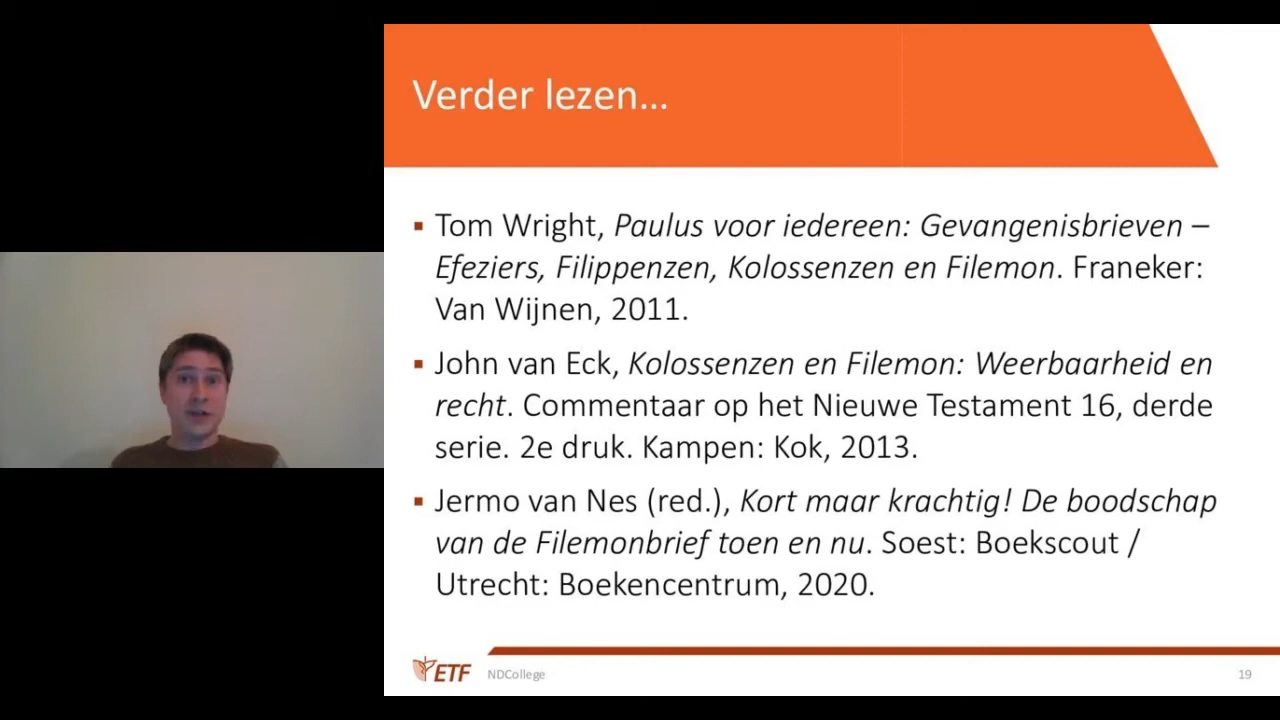 Verder lezen...
▪ Tom Wright, Paulus voor iedereen: Gevangenisbrieven –
Efeziers, Filippenzen, Kolossenzen en Filemon. Franeker:
Van Wijnen, 2011.
▪ John van Eck, Kolossenzen en Filemon: Weerbaarheid en
recht. Commentaar op het Nieuwe Testament 16, derde
serie. 2e druk. Kampen: Kok, 2013.
▪ Jermo van Nes (red.), Kort maar krachtig! De boodschap
van de Filemonbrief toen en nu. Soest: Boekscout /
Utrecht: Boekencentrum, 2020.
ETF NDCollege 19